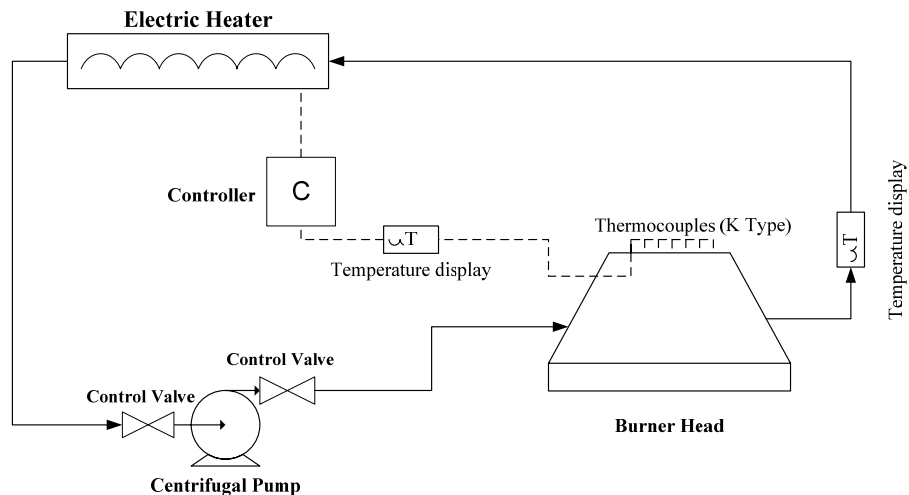 Electric Heater
Controller
C
T
Temperature display
Thermocouples (K Type)
T
Temperature display
Control Valve
Control Valve
Centrifugal Pump
Burner Head